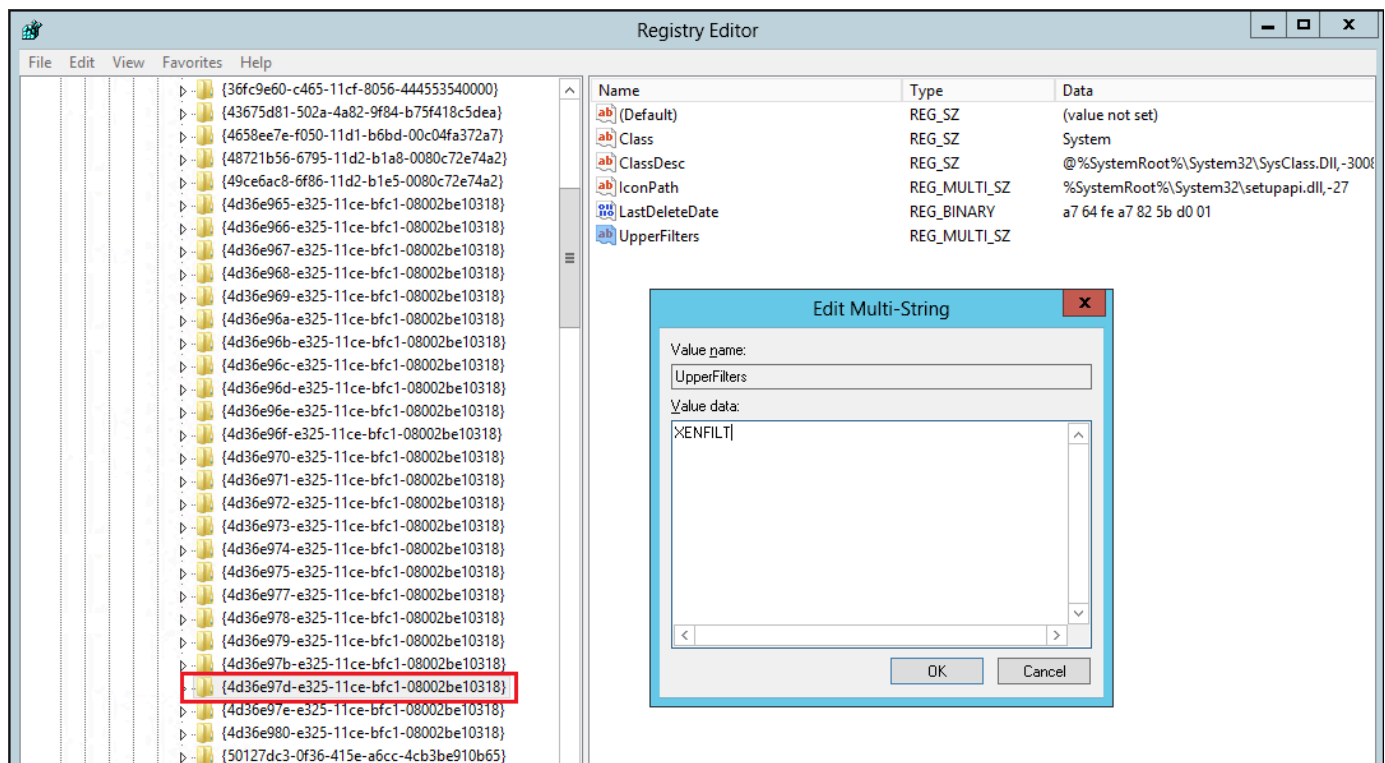 Registry Editor
File Edit View Favorites Help
{36fc9e60-c465-11cf-8056-444553540000}
{43675d81-502a-4a82-9f84-b75f418c5dea}
{4658ee7e-f050-11d1-b6bd-00c04fa372a7}
{48721b56-6795-11d2-b1a8-0080c72e74a2}
{49ce6ac8-6f86-11d2-b1e5-0080c72e74a2}
{4d36e965-e325-11ce-bfc1-08002be10318}
{4d36e966-e325-11ce-bfc1-08002be10318}
{4d36e967-e325-11ce-bfc1-08002be10318}
{4d36e968-e325-11ce-bfc1-08002be10318}
{4d36e969-e325-11ce-bfc1-08002be10318}
{4d36e96a-e325-11ce-bfc1-08002be10318}
{4d36e96b-e325-11ce-bfc1-08002be10318}
{4d36e96c-e325-11ce-bfc1-08002be10318}
{4d36e96d-e325-11ce-bfc1-08002be10318}
{4d36e96e-e325-11ce-bfc1-08002be10318}
{4d36e96f-e325-11ce-bfc1-08002be10318}
{4d36e970-e325-11ce-bfc1-08002be10318}
{4d36e971-e325-11ce-bfc1-08002be10318}
{4d36e972-e325-11ce-bfc1-08002be10318}
{4d36e973-e325-11ce-bfc1-08002be10318}
{4d36e974-e325-11ce-bfc1-08002be10318}
{4d36e975-e325-11ce-bfc1-08002be10318}
{4d36e977-e325-11ce-bfc1-08002be10318}
{4d36e978-e325-11ce-bfc1-08002be10318}
{4d36e979-e325-11ce-bfc1-08002be10318}
{4d36e97b-e325-11ce-bfc1-08002be10318}
{4d36e97d-e325-11ce-bfc1-08002be10318}
{4d36e97e-e325-11ce-bfc1-08002be10318}
{4d36e980-e325-11ce-bfc1-08002be10318}
{50127dc3-0f36-415e-a6cc-4cb3be910b65}
Name Type Data
(Default) REG_SZ (value not set)
Class REG_SZ System
ClassDesc REG_SZ @%SystemRoot%\System32\SysClass.Dll,-3008
IconPath REG_MULTI_SZ %SystemRoot%\System32\setupapi.dll,-27
LastDeleteDate REG_BINARY a7 64 fe a7 82 5b d0 01
UpperFilters REG_MULTI_SZ
Edit Multi-String
Value name:
UpperFilters
Value data:
XENFILT
OK Cancel